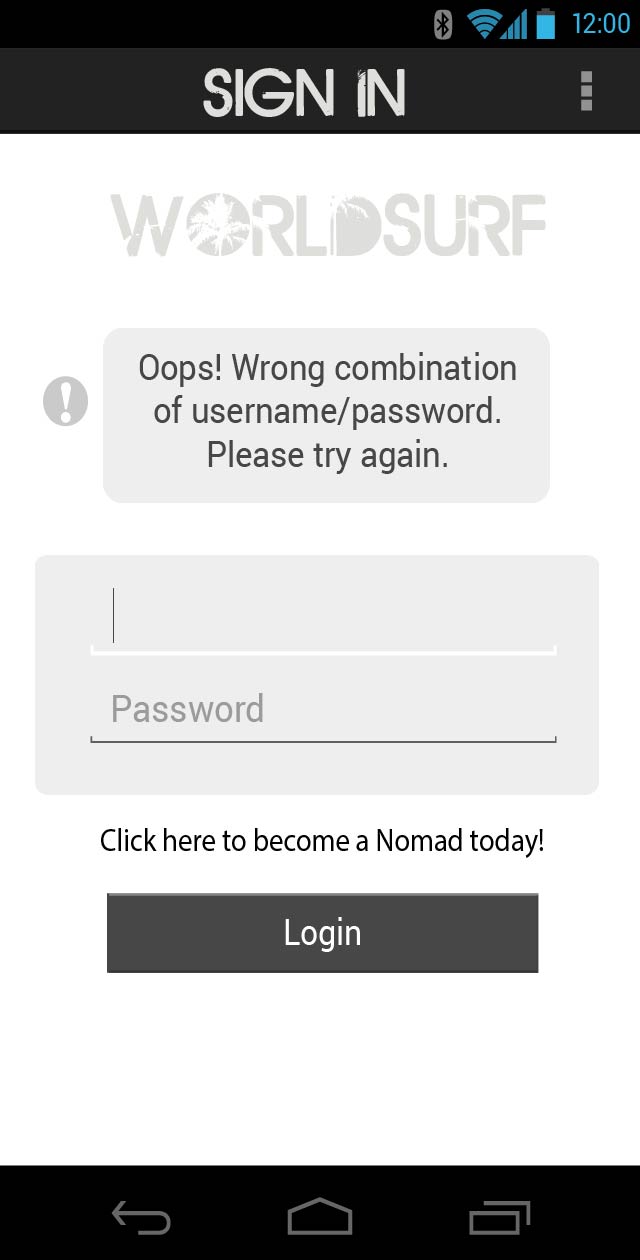 12:00
SIGN IN
WORLDSURF
Oops! Wrong combination
of username/password.
Please try again.
Password
Click here to become a Nomad today!
Login